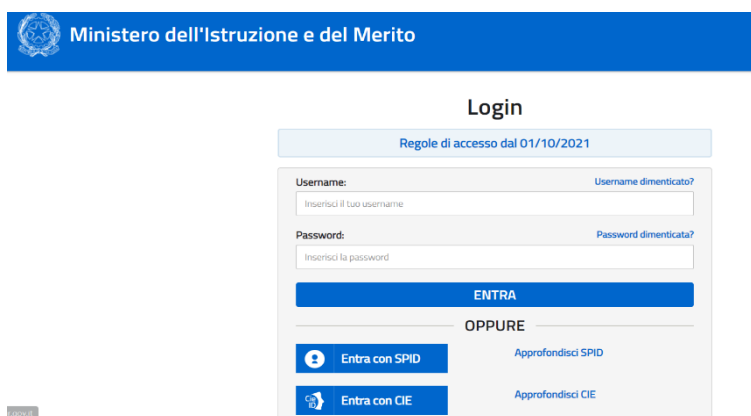 Ministero dell'Istruzione e del Merito
Login
Regole di accesso dal 01/10/2021
Username: Username dimenticato?
Inserisci il tuo username
Password: Password dimenticata?
Inserisci la password
ENTRA
OPPURE
Entra con SPID Approfondisci SPID
Entra con CIE Approfondisci CIE